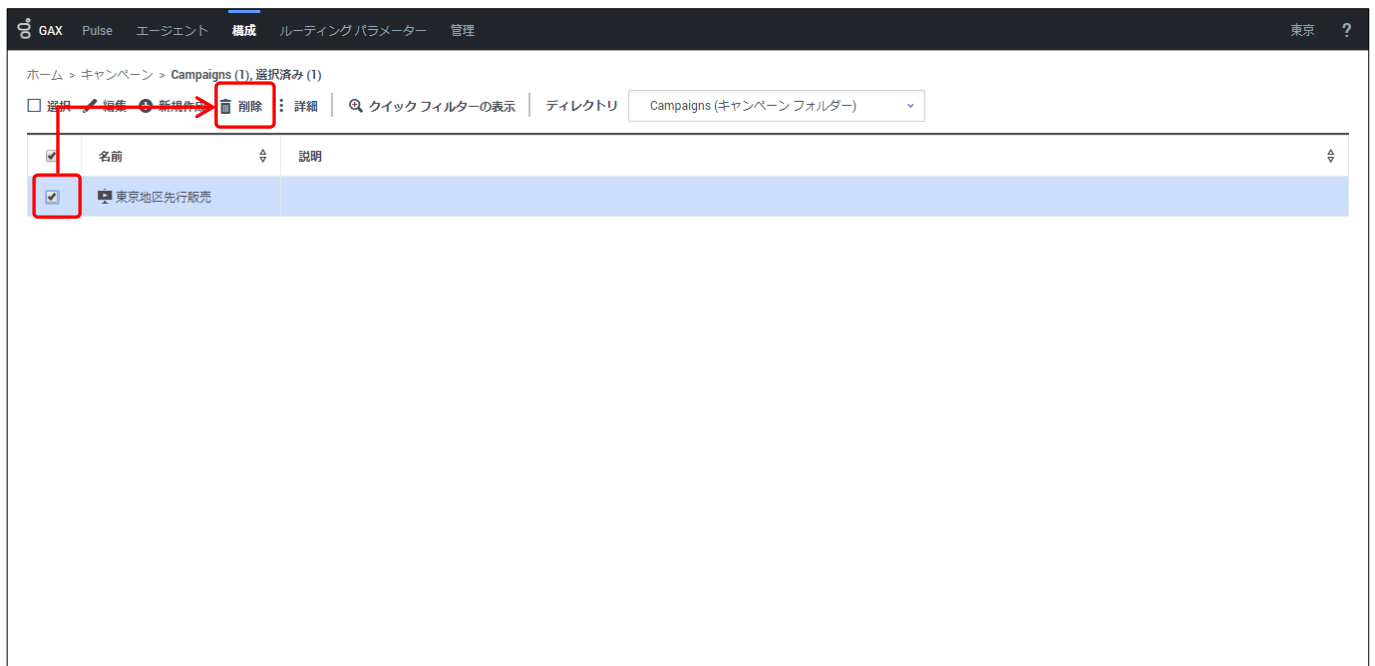 GAX Pulse エージェント 構成 ルーティング パラメーター 管理 東京 ?
ホーム > キャンペーン > Campaigns (1), 選択済み (1)
選択 編集 新規作成 削除 詳細 クイック フィルターの表示 ディレクトリ Campaigns (キャンペーン フォルダー)
名前 説明
東京地区先行販売